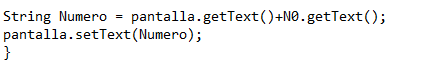 String Numero = pantalla.getText()+N0.getText();
pantalla.setText(Numero);
}